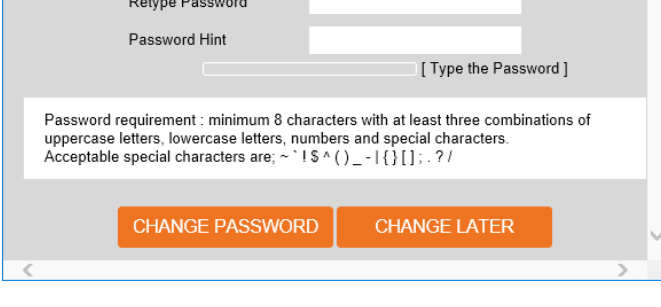 Retype Password
Password Hint
[ Type the Password ]
Password requirement : minimum 8 characters with at least three combinations of
uppercase letters, lowercase letters, numbers and special characters.
Acceptable special characters are; ~ ` ! $ ^ ( ) _ - | { } [ ] ; . ? /
CHANGE PASSWORD CHANGE LATER